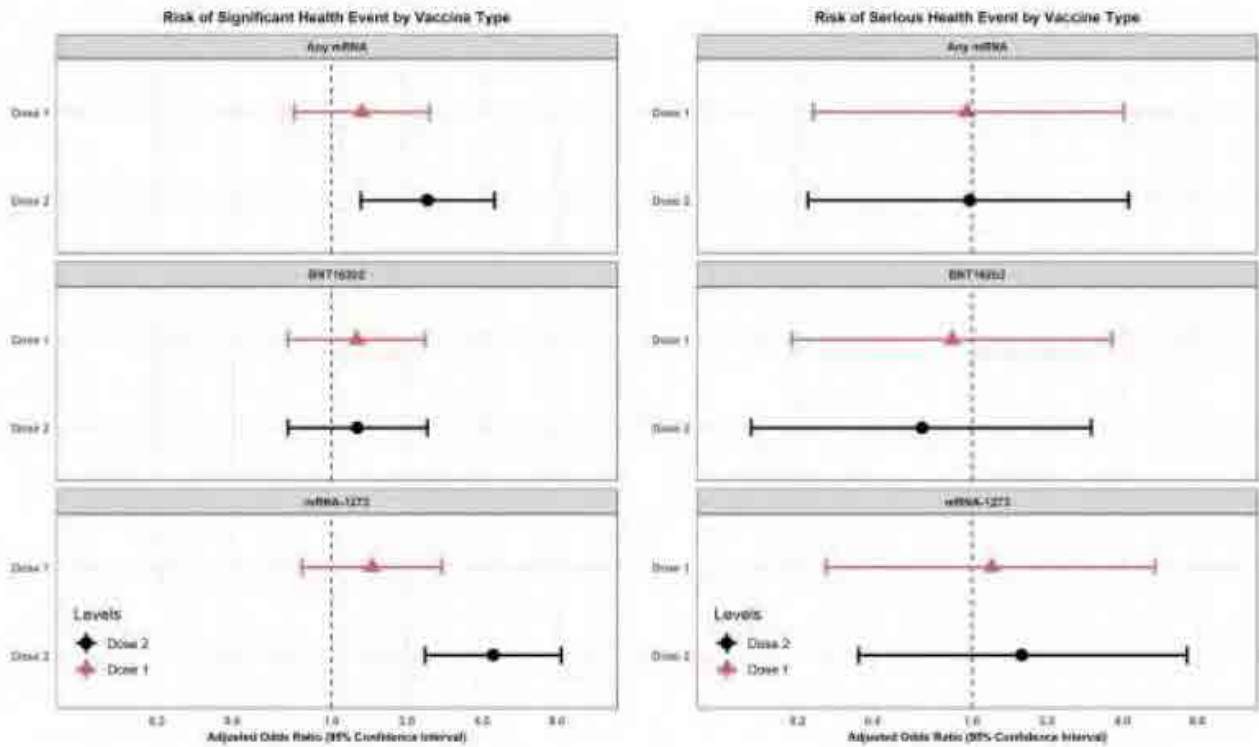 Risk of Significant Health Event by Vaccine Type
Any mRNA
Dose 1
Dose 2
BNT162b2
Dose 1
Dose 2
mRNA-1273
Dose 1
Levels
Dose 2
Dose 2
Dose 1
0.2
1.0
2.0
8.0
Adjusted Odds Ratio (95% Confidence Interval)
Risk of Serious Health Event by Vaccine Type
Any mRNA
Dose 1
Dose 2
BNT162b2
Dose 1
Dose 2
mRNA-1273
Dose 1
Levels
Dose 2
Dose 2
Dose 1
0.2
0.4
1.0
2.0
4.0
8.0
Adjusted Odds Ratio (95% Confidence Interval)